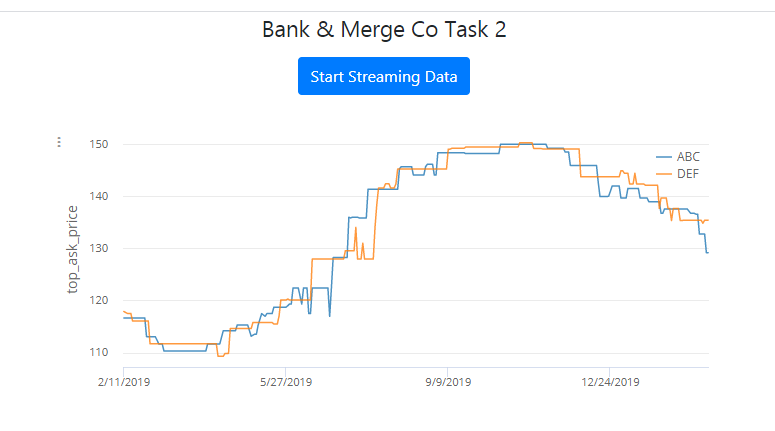 Bank & Merge Co Task 2
Start Streaming Data
150
140
130
120
110
top_ask_price
ABC
DEF
2/11/2019
5/27/2019
9/9/2019
12/24/2019